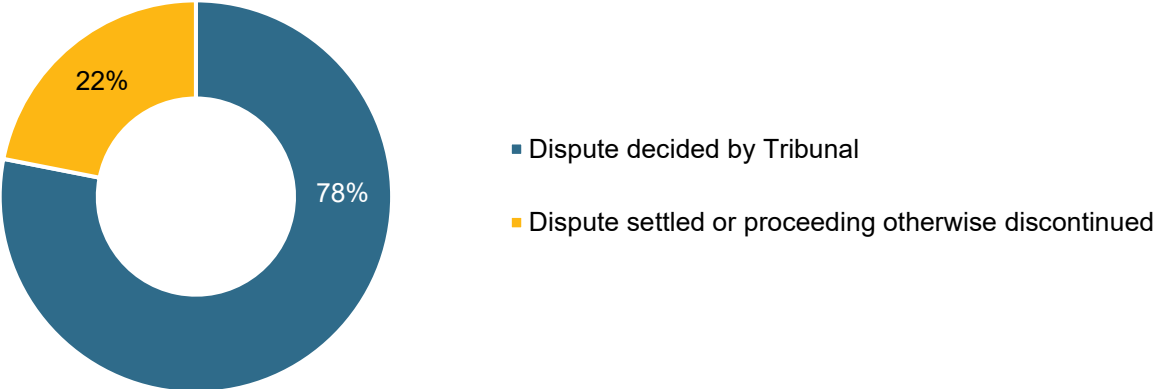 22%
78%
Dispute decided by Tribunal
Dispute settled or proceeding otherwise discontinued